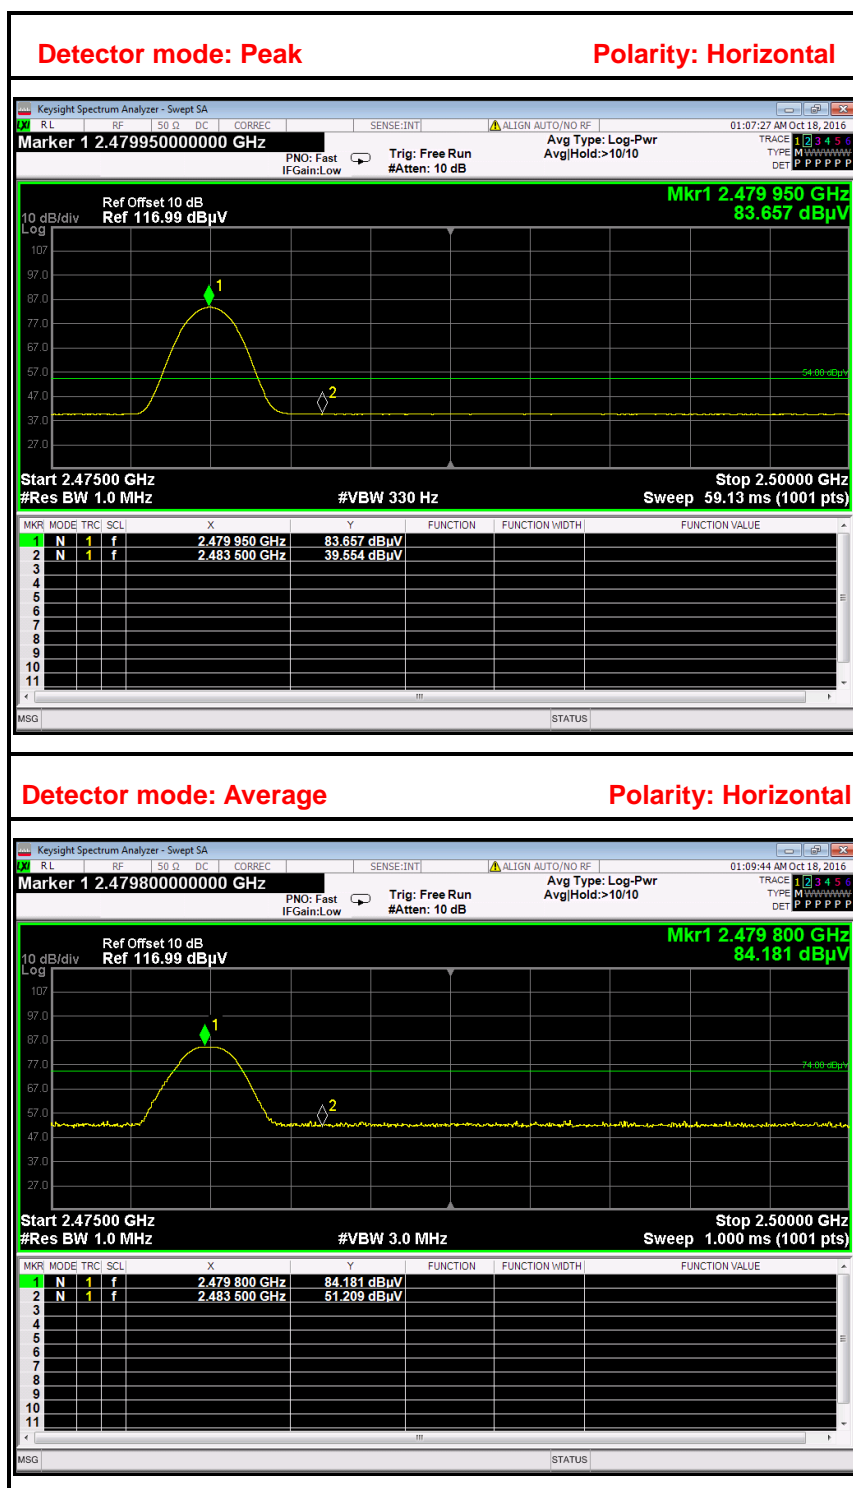 Detector mode: Peak Polarity: Horizontal
Keysight Spectrum Analyzer - Swept SA
LXI RL RF 50 Ω DC CORREC SENSE:INT ALIGN AUTO/NO RF 01:07:27 AM Oct 18, 2016
Marker 1 2.479950000000 GHz Avg Type: Log-Pwr TRACE 1 2 3 4 5 6
PNO: Fast Trig: Free Run Avg|Hold:>10/10 TYPE M WWWWW
IFGain:Low #Atten: 10 dB DET P P P P P P
Mkr1 2.479 950 GHz
83.657 dBµV
Ref Offset 10 dB
10 dB/div Ref 116.99 dBµV
Log
107
97.0
1
87.0
77.0
67.0
57.0
54.00 dBµV
47.0
2
37.0
27.0
Start 2.47500 GHz Stop 2.50000 GHz
#Res BW 1.0 MHz #VBW 330 Hz Sweep 59.13 ms (1001 pts)
MKR MODE TRC SCL X Y FUNCTION FUNCTION WIDTH FUNCTION VALUE
1 N 1 f 2.479 950 GHz 83.657 dBµV
2 N 1 f 2.483 500 GHz 39.554 dBµV
3
4
5
6
7
8
9
10
11
MSG STATUS
Detector mode: Average Polarity: Horizontal
Keysight Spectrum Analyzer - Swept SA
LXI RL RF 50 Ω DC CORREC SENSE:INT ALIGN AUTO/NO RF 01:09:44 AM Oct 18, 2016
Marker 1 2.479800000000 GHz Avg Type: Log-Pwr TRACE 1 2 3 4 5 6
PNO: Fast Trig: Free Run Avg|Hold:>10/10 TYPE M WWWWW
IFGain:Low #Atten: 10 dB DET P P P P P P
Mkr1 2.479 800 GHz
84.181 dBµV
Ref Offset 10 dB
10 dB/div Ref 116.99 dBµV
Log
107
97.0
1
87.0
77.0
74.00 dBµV
67.0
57.0
2
47.0
37.0
27.0
Start 2.47500 GHz Stop 2.50000 GHz
#Res BW 1.0 MHz #VBW 3.0 MHz Sweep 1.000 ms (1001 pts)
MKR MODE TRC SCL X Y FUNCTION FUNCTION WIDTH FUNCTION VALUE
1 N 1 f 2.479 800 GHz 84.181 dBµV
2 N 1 f 2.483 500 GHz 51.209 dBµV
3
4
5
6
7
8
9
10
11
MSG STATUS